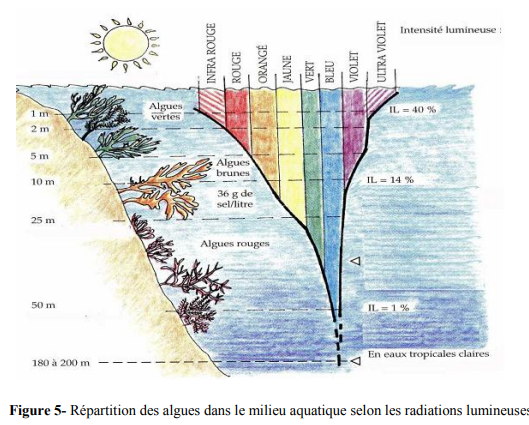 Intensité lumineuse :
INFRA ROUGE
ROUGE
ORANGÉ
JAUNE
VERT
BLEU
VIOLET
ULTRA VIOLET
Algues
vertes
1 m
IL = 40 %
2 m
5 m
Algues
brunes
10 m
IL = 14 %
36 g de
sel/litre
25 m
Algues rouges
50 m
IL = 1 %
En eaux tropicales claires
180 à 200 m
Figure 5- Répartition des algues dans le milieu aquatique selon les radiations lumineuses